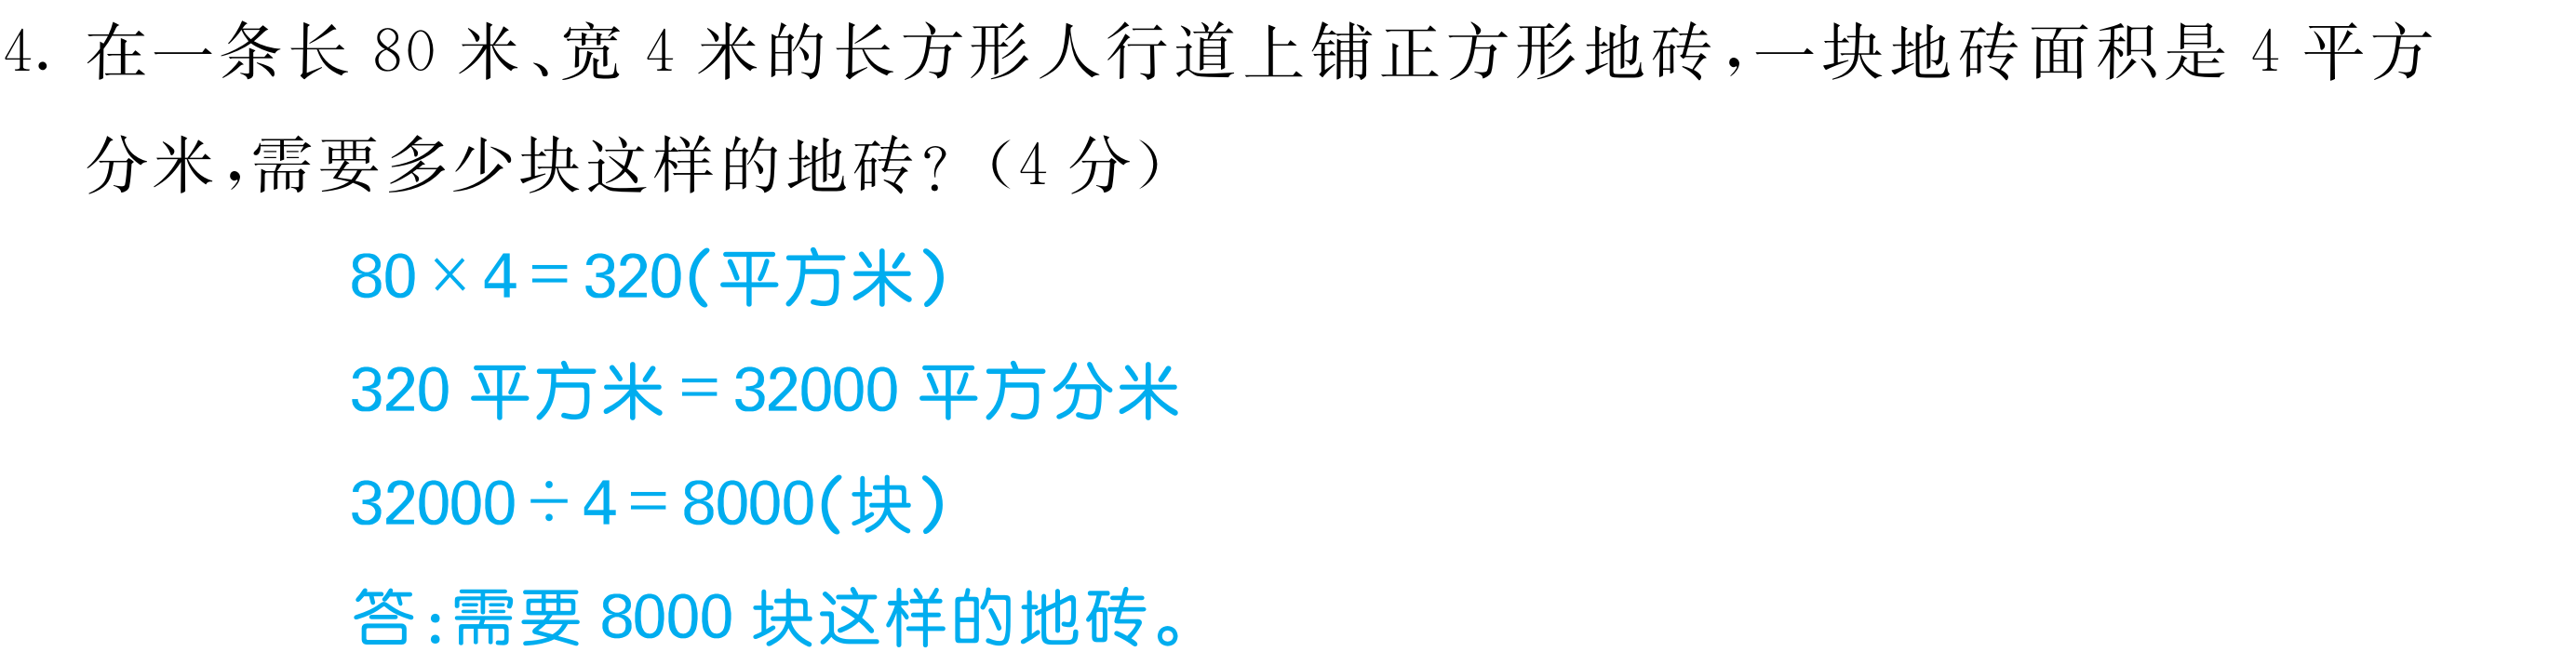 4. 在一条长 80 米、宽 4 米的长方形人行道上铺正方形地砖,一块地砖面积是 4 平方
分米,需要多少块这样的地砖?(4 分)
80×4=320(平方米)
320 平方米=32000 平方分米
32000÷4=8000(块)
答:需要 8000 块这样的地砖。